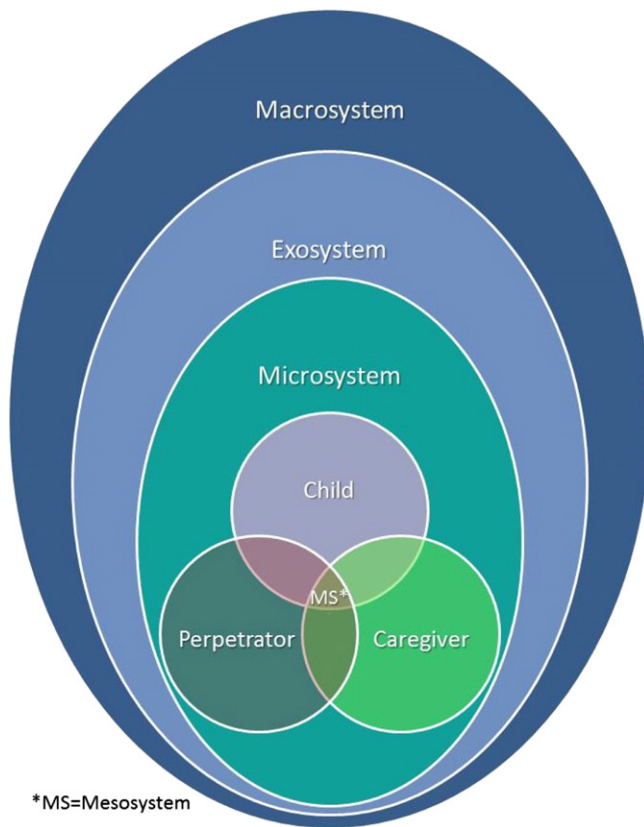 Macrosystem
Exosystem
Microsystem
Child
MS*
Perpetrator
Caregiver
*MS=Mesosystem